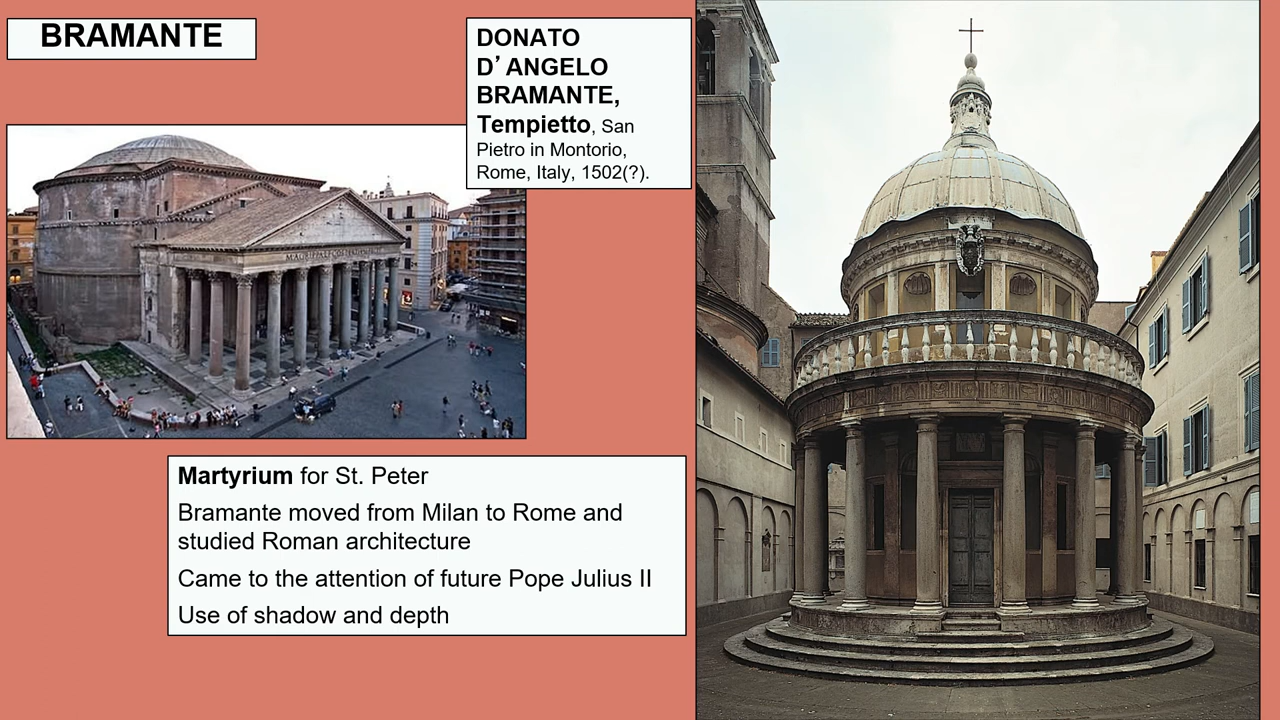 BRAMANTE
DONATO
D’ ANGELO
BRAMANTE,
Tempietto, San
Pietro in Montorio,
Rome, Italy, 1502(?).
Martyrium for St. Peter
Bramante moved from Milan to Rome and
studied Roman architecture
Came to the attention of future Pope Julius II
Use of shadow and depth